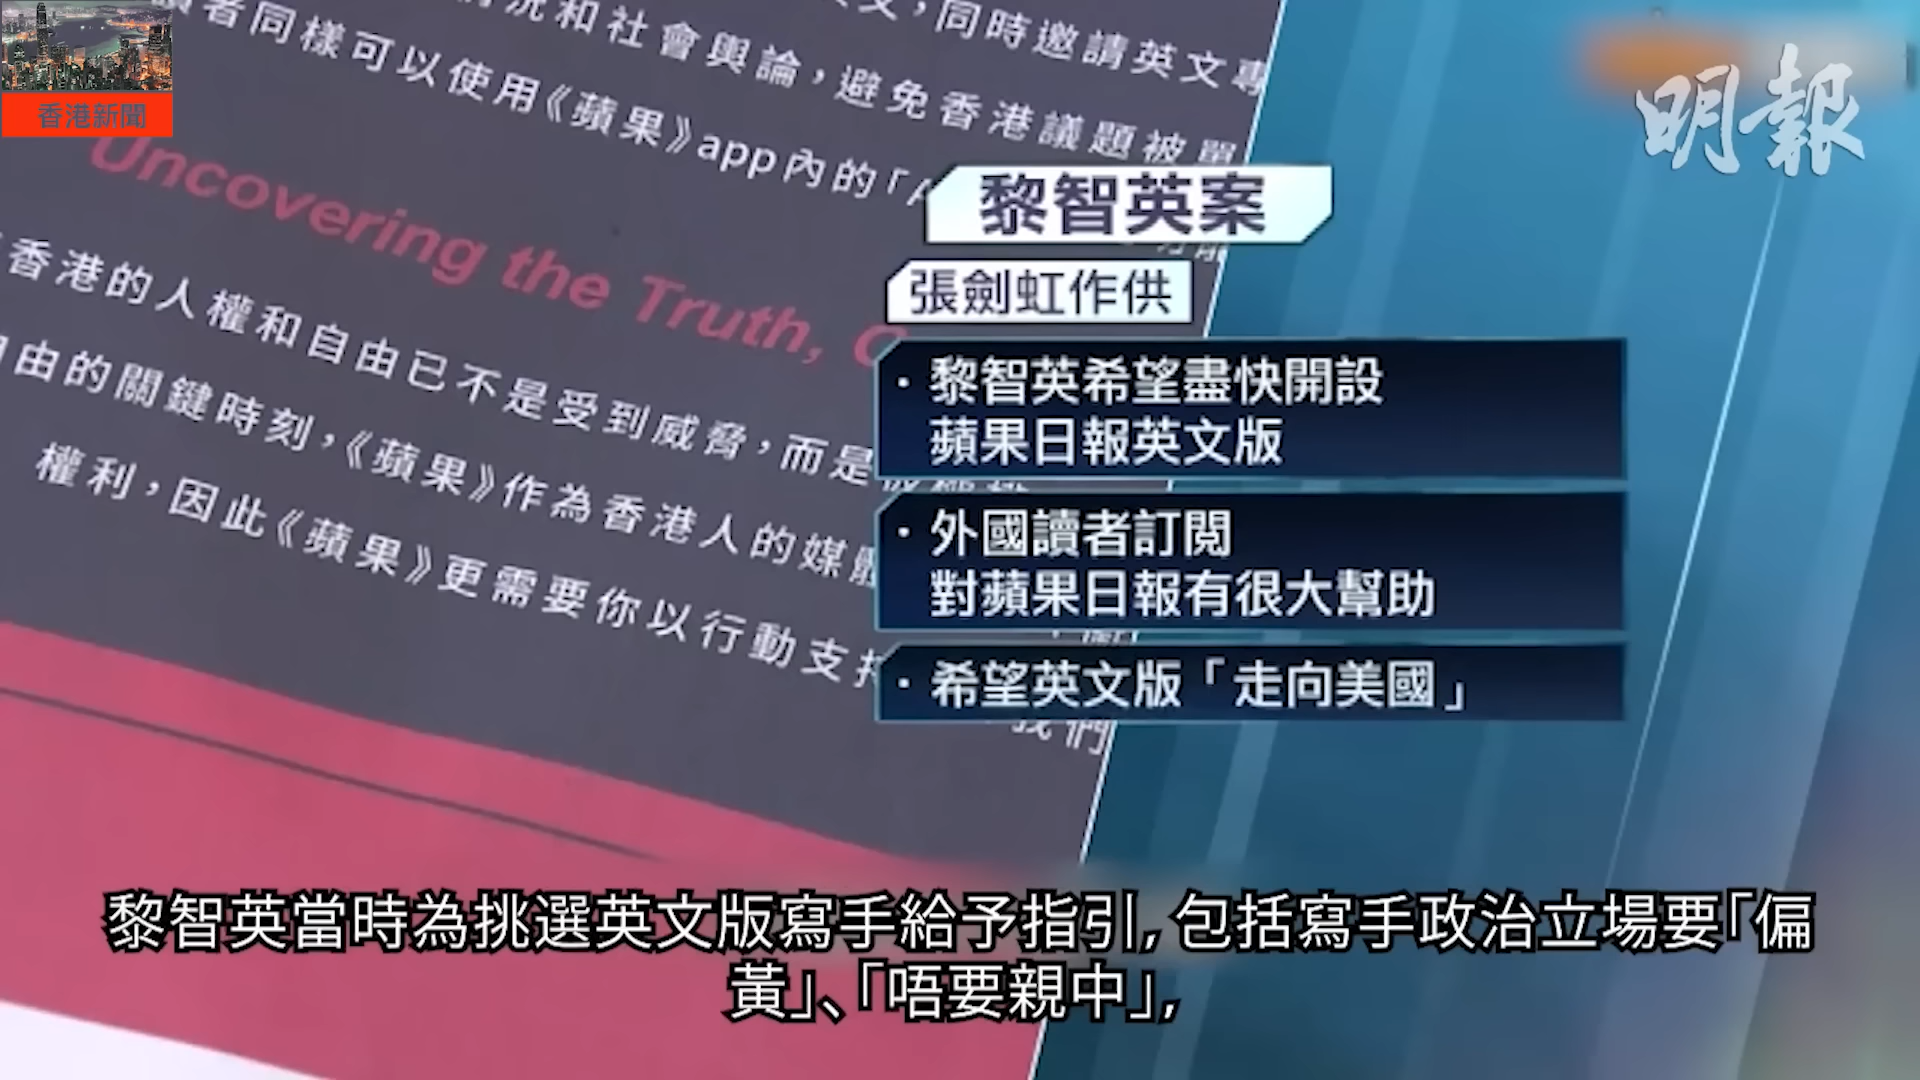 香港新聞
明報
同時邀請英文專
況和社會輿論，避免香港議題被單
者同樣可以使用《蘋果》app內的「A
Uncovering the Truth,
香港的人權和自由已不是受到威脅，而是
由的關鍵時刻，《蘋果》作為香港人的媒體
權利，因此《蘋果》更需要你以行動支持
我們
黎智英案
張劍虹作供
·黎智英希望盡快開設
蘋果日報英文版
·外國讀者訂閱
對蘋果日報有很大幫助
·希望英文版「走向美國」
黎智英當時為挑選英文版寫手給予指引, 包括寫手政治立場要「偏
黃」、「唔要親中」,